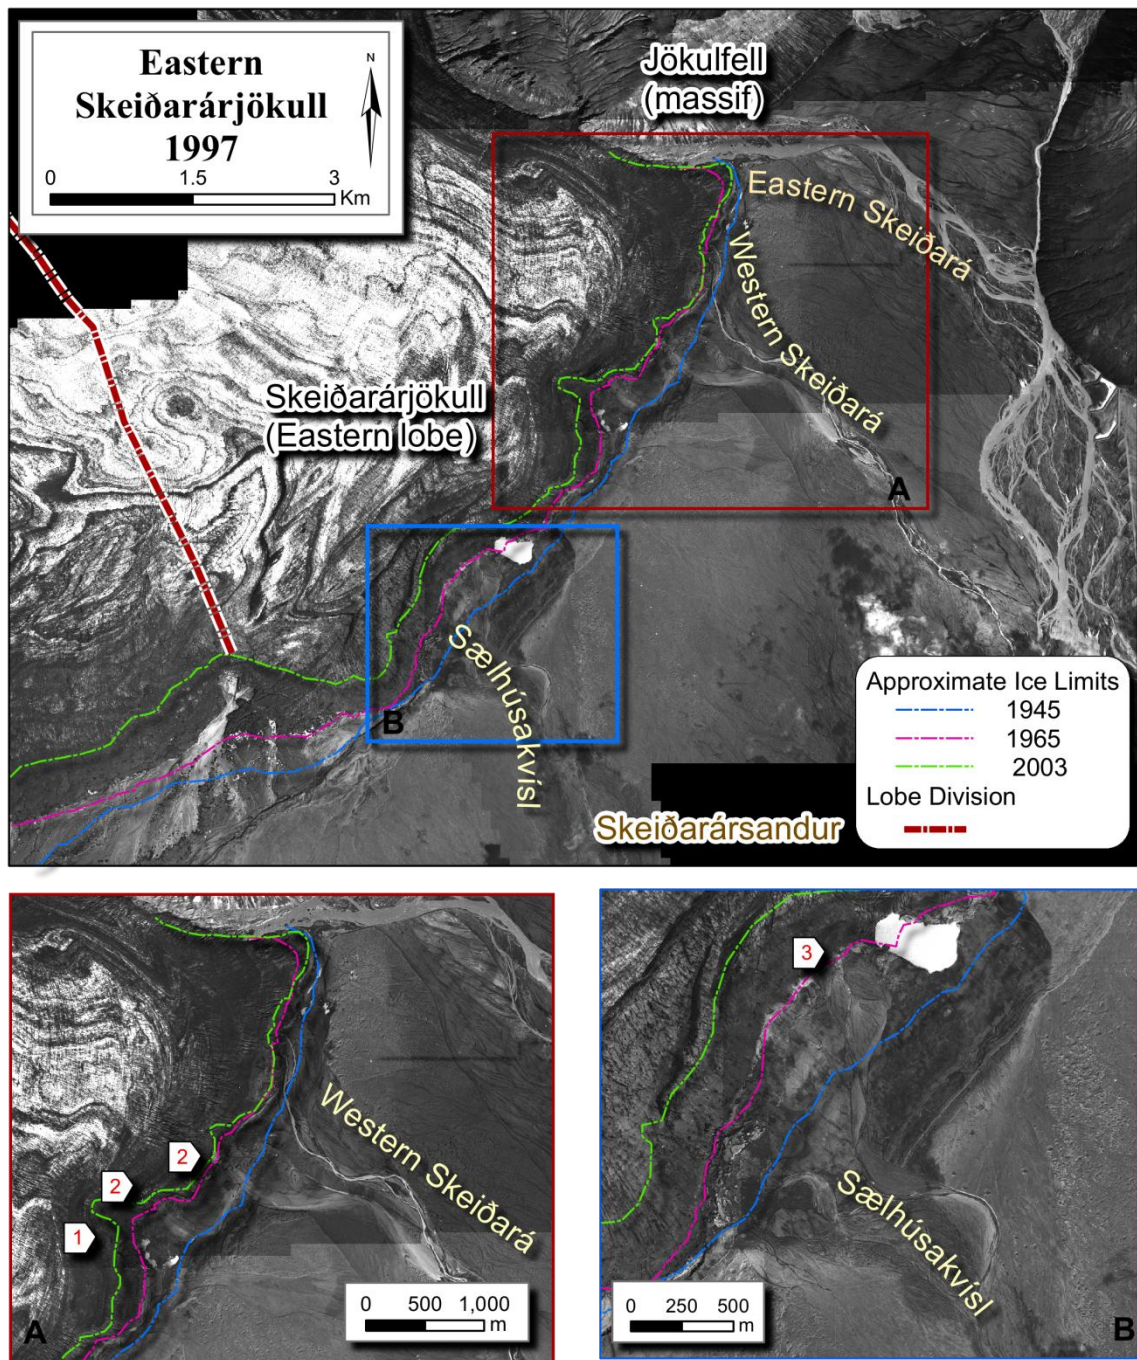 Eastern
Skeiðarárjökull
1997
N
0 1.5 3
Km
Jökulfell
(massif)
Eastern Skeiðará
Western Skeiðará
Skeiðarárjökull
(Eastern lobe)
A
Sælhúsakvísl
B
Skeiðarársandur
Approximate Ice Limits
1945
1965
2003
Lobe Division
Western Skeiðará
2
2
1
0 500 1,000
m
A
3
Sælhúsakvísl
0 250 500
m
B